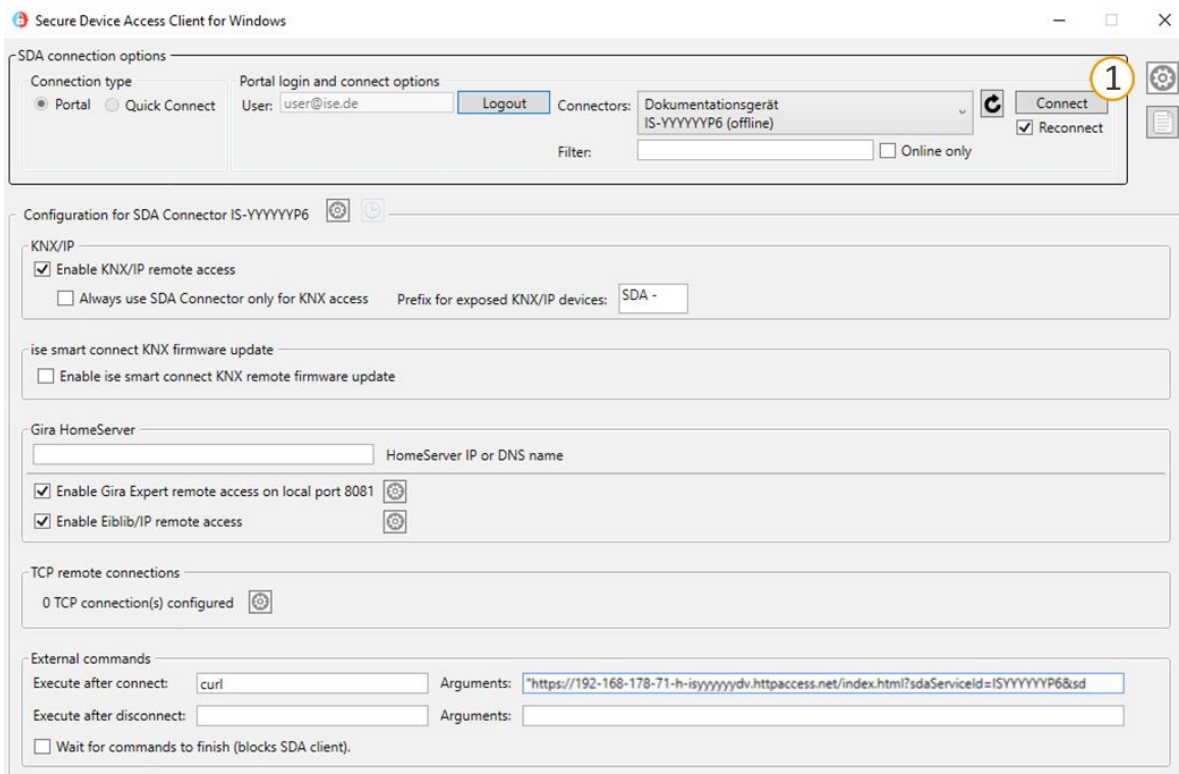 Secure Device Access Client for Windows
SDA connection options
Connection type
Portal login and connect options
1
Portal
Quick Connect
User: user@ise.de
Logout
Connectors:
Dokumentationsgerät
IS-YYYYYYP6 (offline)
Connect
Reconnect
Filter:
Online only
Configuration for SDA Connector IS-YYYYYYP6
KNX/IP
Enable KNX/IP remote access
Always use SDA Connector only for KNX access
Prefix for exposed KNX/IP devices: SDA -
ise smart connect KNX firmware update
Enable ise smart connect KNX remote firmware update
Gira HomeServer
HomeServer IP or DNS name
Enable Gira Expert remote access on local port 8081
Enable Eiblib/IP remote access
TCP remote connections
0 TCP connection(s) configured
External commands
Execute after connect: curl Arguments: "https://192-168-178-71-h-isyyyyyydv.httpaccess.net/index.html?sdaServiceId=ISYYYYYYP6&isd
Execute after disconnect: Arguments:
Wait for commands to finish (blocks SDA client).